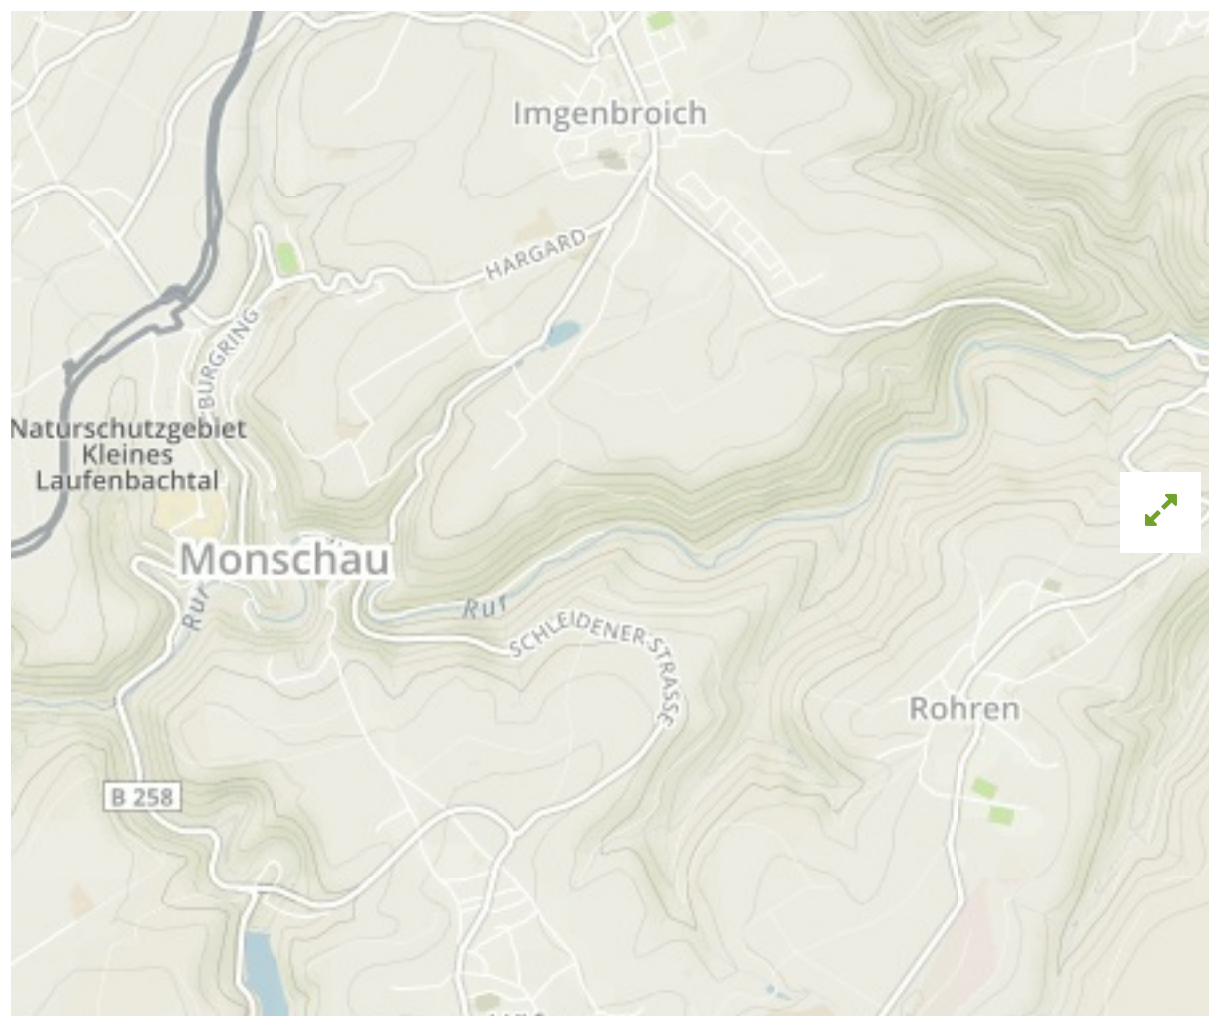 Imgenbroich
HARGARD
BURGRING
Naturschutzgebiet
Kleines
Laufenbachtal
Monschau
Rur
Rur
SCHLEIDENER-STRASSE
Rohren
B 258